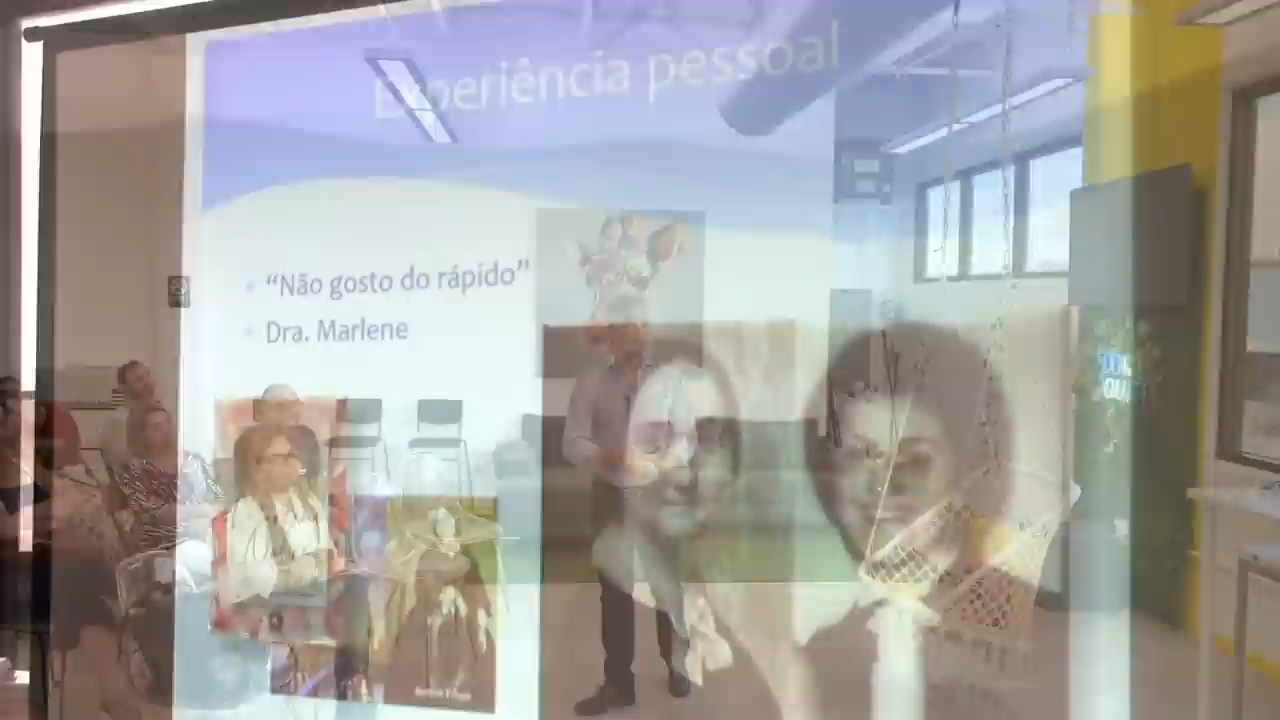 Experiência pessoal
“Não gosto do rápido”
Dra. Marlene